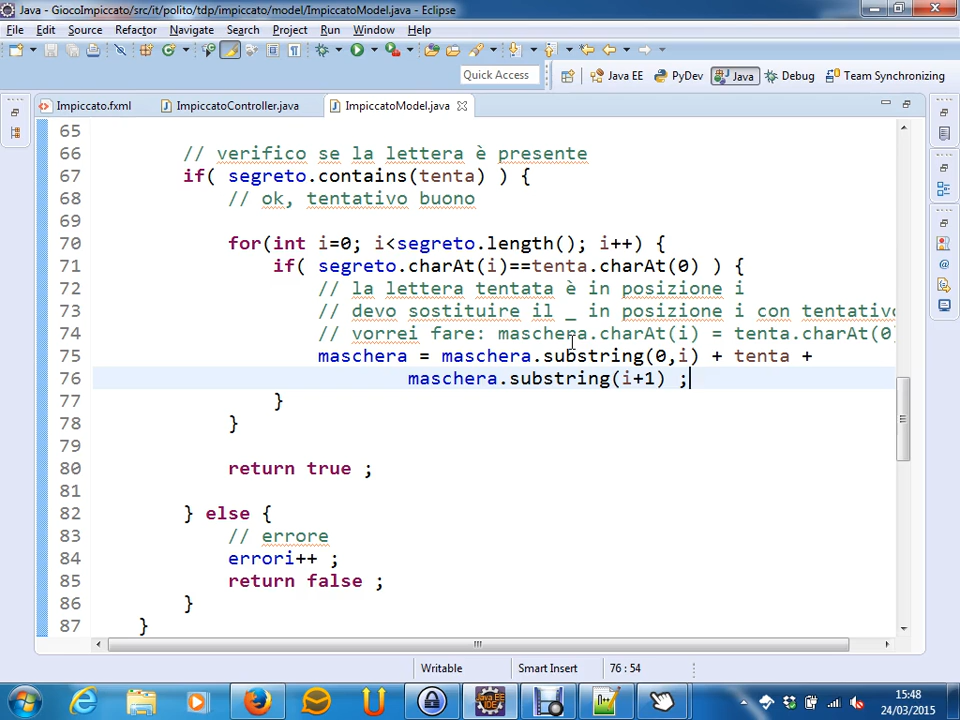 Java - GiocoImpiccato/src/it/polito/tdp/impiccato/model/ImpiccatoModel.java - Eclipse
File Edit Source Refactor Navigate Search Project Run Window Help
Quick Access Java EE PyDev Java Debug Team Synchronizing
Impiccato.fxml ImpiccatoController.java ImpiccatoModel.java
65
66 // verifico se la lettera è presente
67 if( segreto.contains(tenta) ) {
68 // ok, tentativo buono
69
70 for(int i=0; i<segreto.length(); i++) {
71 if( segreto.charAt(i)==tenta.charAt(0) ) {
72 // la lettera tentata è in posizione i
73 // devo sostituire il _ in posizione i con tentativo
74 // vorrei fare: maschera.charAt(i) = tenta.charAt(0)
75 maschera = maschera.substring(0,i) + tenta +
76 maschera.substring(i+1) ;
77 }
78 }
79
80 return true ;
81
82 } else {
83 // errore
84 errori++ ;
85 return false ;
86 }
87 }
Writable Smart Insert 76 : 54
15:48
24/03/2015